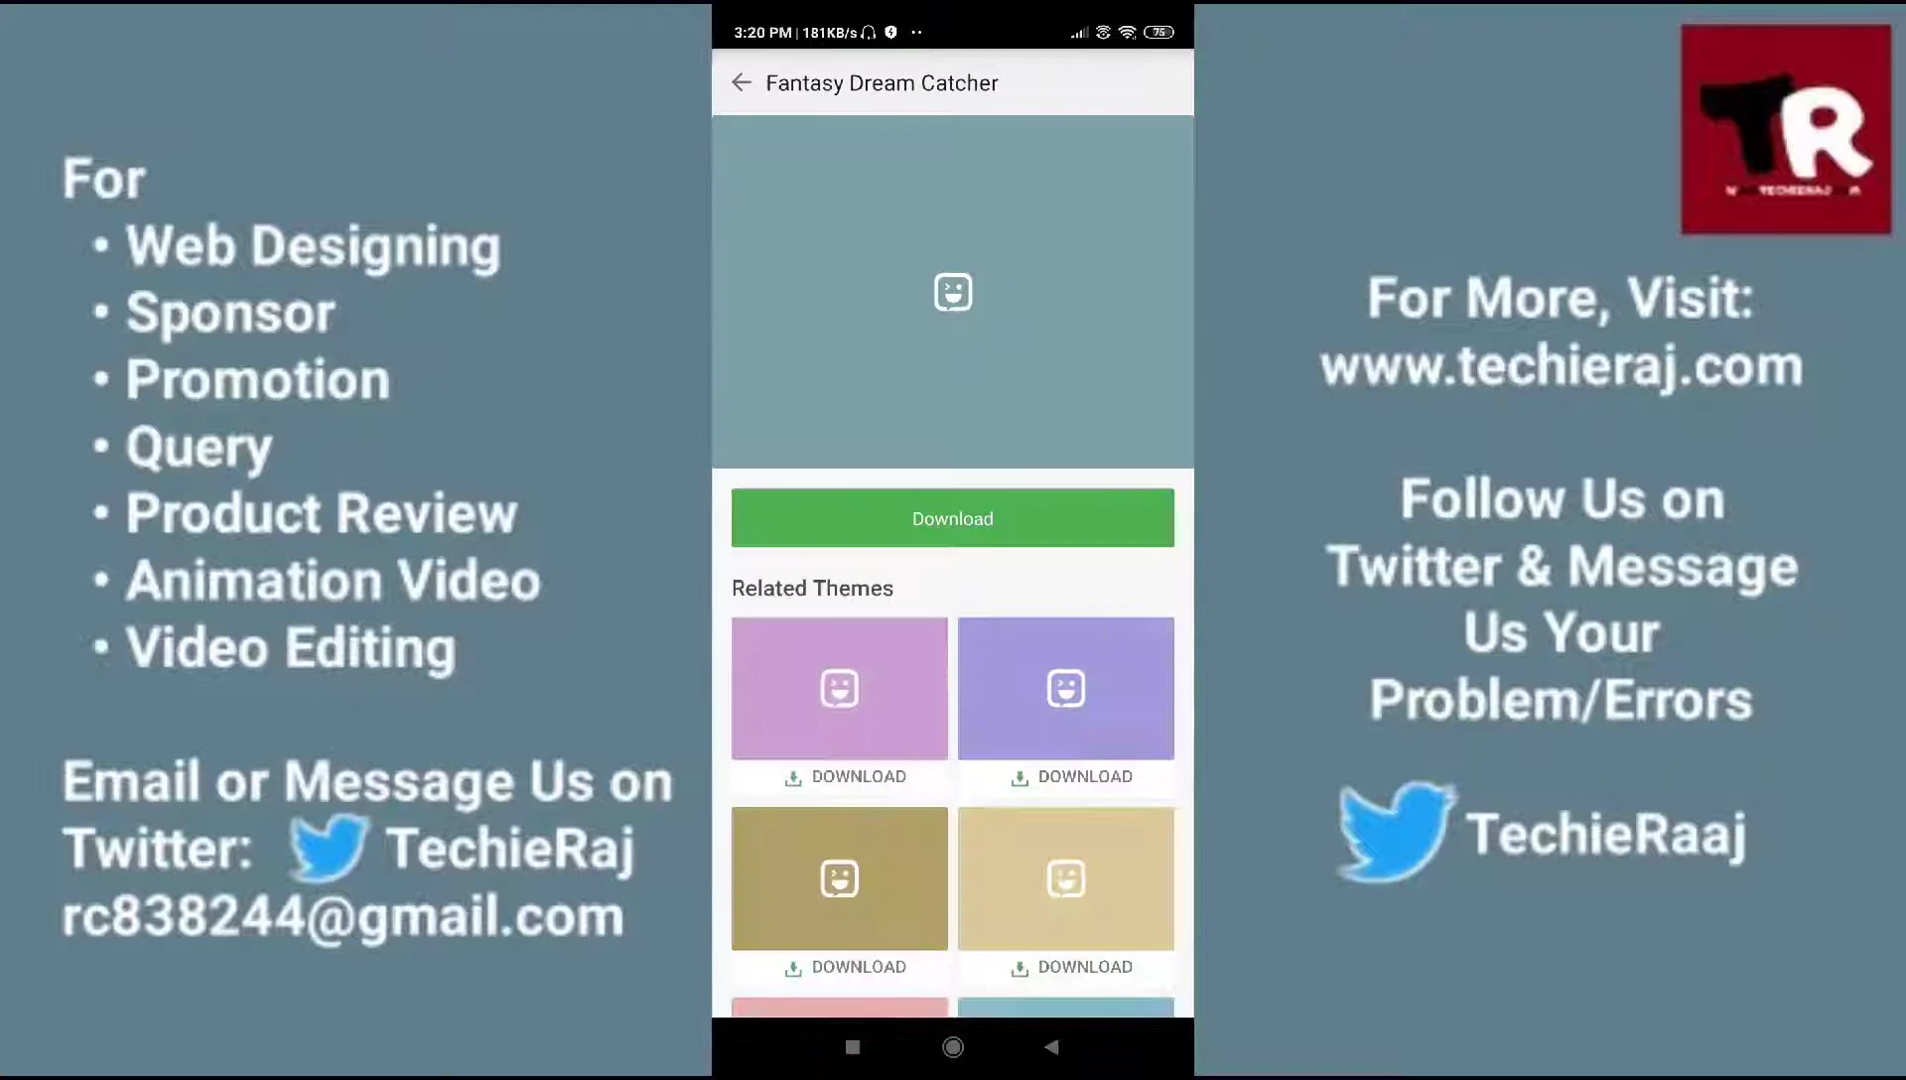 For
• Web Designing
• Sponsor
• Promotion
• Query
• Product Review
• Animation Video
• Video Editing
Email or Message Us on
Twitter: TechieRaj
rc838244@gmail.com
3:20 PM | 181KB/s
75
Fantasy Dream Catcher
Download
Related Themes
DOWNLOAD
DOWNLOAD
DOWNLOAD
DOWNLOAD
TR
For More, Visit:
www.techieraj.com
Follow Us on
Twitter & Message
Us Your
Problem/Errors
TechieRaaj